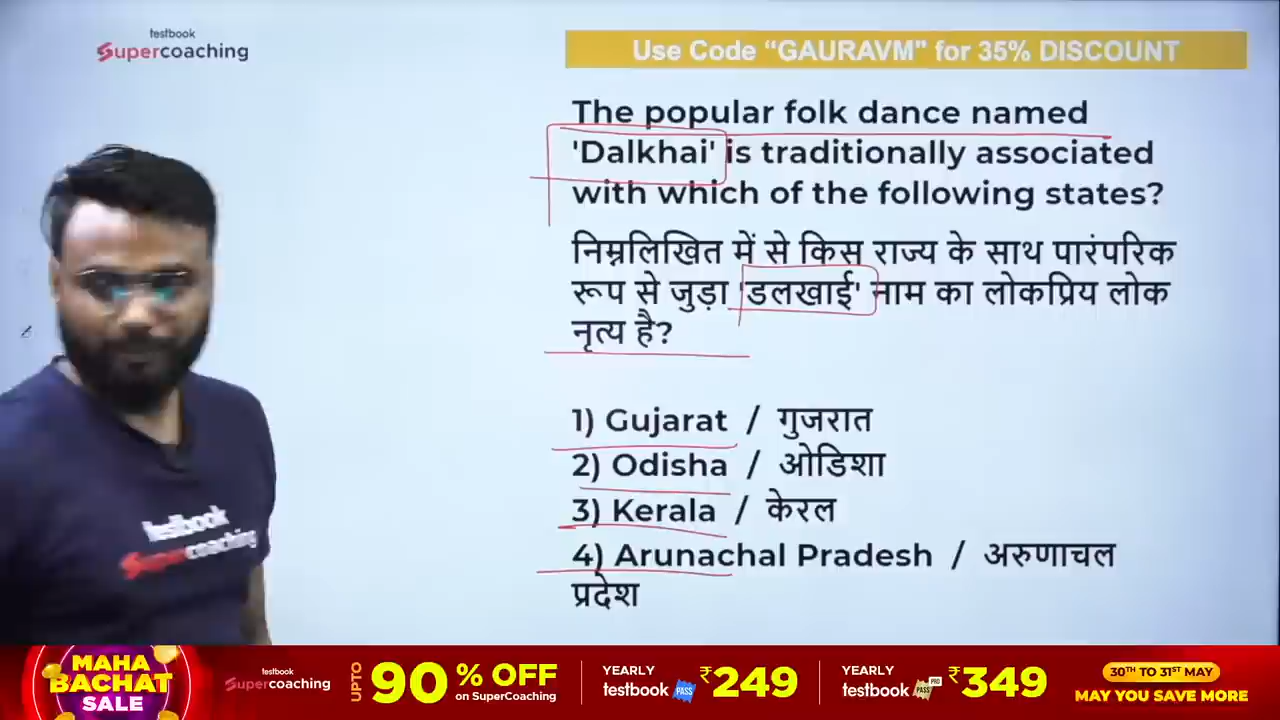 testbook
Supercoaching
Use Code “GAURAVM" for 35% DISCOUNT
The popular folk dance named
'Dalkhai' is traditionally associated
with which of the following states?
निम्नलिखित में से किस राज्य के साथ पारंपरिक
रूप से जुड़ा 'डलखाई' नाम का लोकप्रिय लोक
नृत्य है?
1) Gujarat / गुजरात
2) Odisha / ओडिशा
3) Kerala / केरल
4) Arunachal Pradesh / अरुणाचल
प्रदेश
testbook
Supercoaching
MAHA
BACHAT
SALE
testbook
Supercoaching
UPTO 90% OFF
on SuperCoaching
YEARLY
testbook PASS ₹249
YEARLY
testbook PASS PRO ₹349
30TH TO 31ST MAY
MAY YOU SAVE MORE